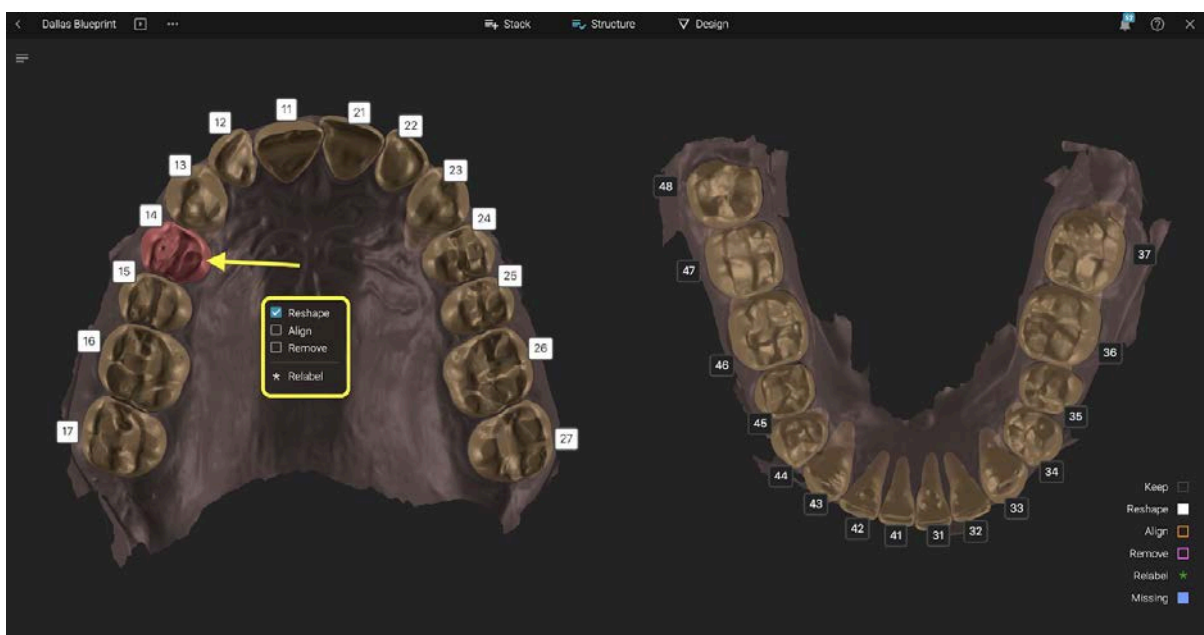 Dallas Blueprint
Stack
Structure
Design
12
11
21
22
13
23
14
24
15
25
16
26
17
27
Reshape
Align
Remove
Relabel
48
47
37
46
36
45
35
44
34
43
33
42
41
31
32
Keep
Reshape
Align
Remove
Relabel
Missing